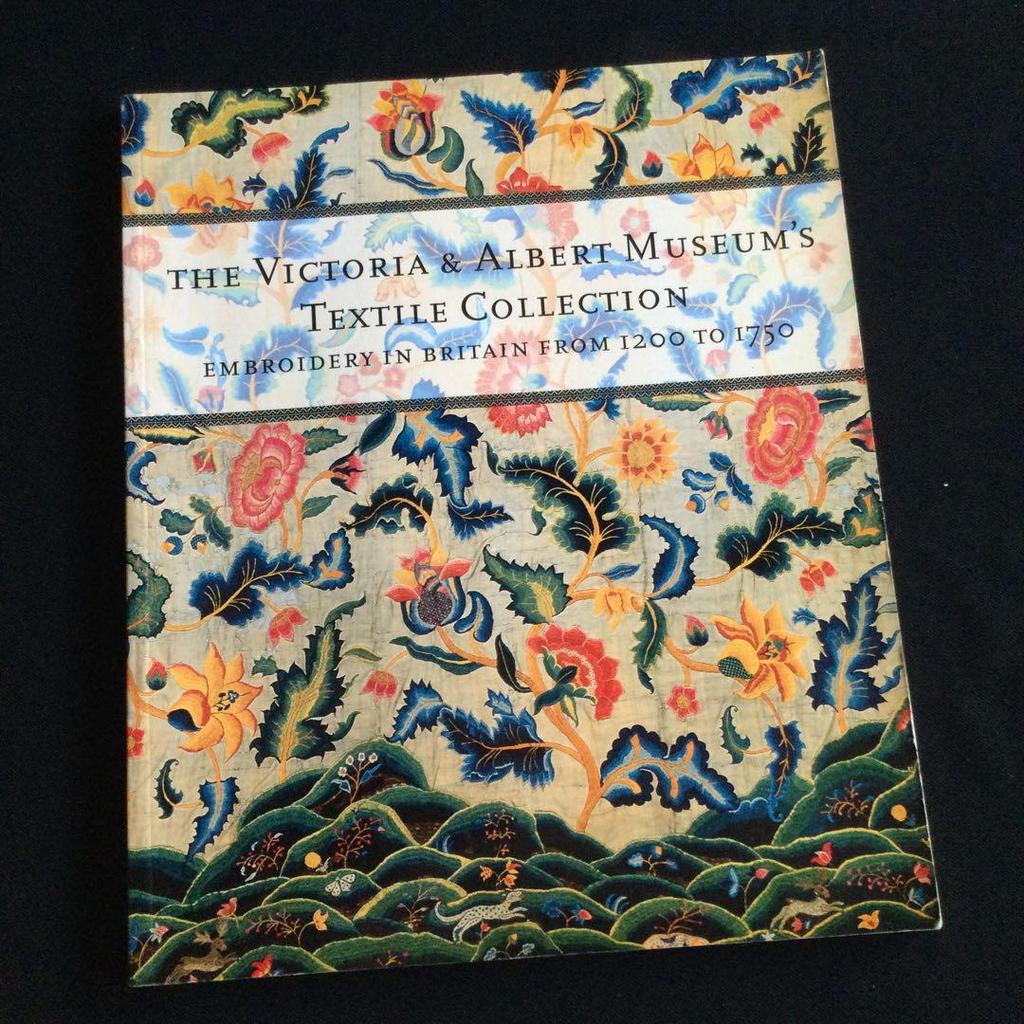 THE VICTORIA & ALBERT MUSEUM'S
TEXTILE COLLECTION
EMBROIDERY IN BRITAIN FROM 1200 TO 1750